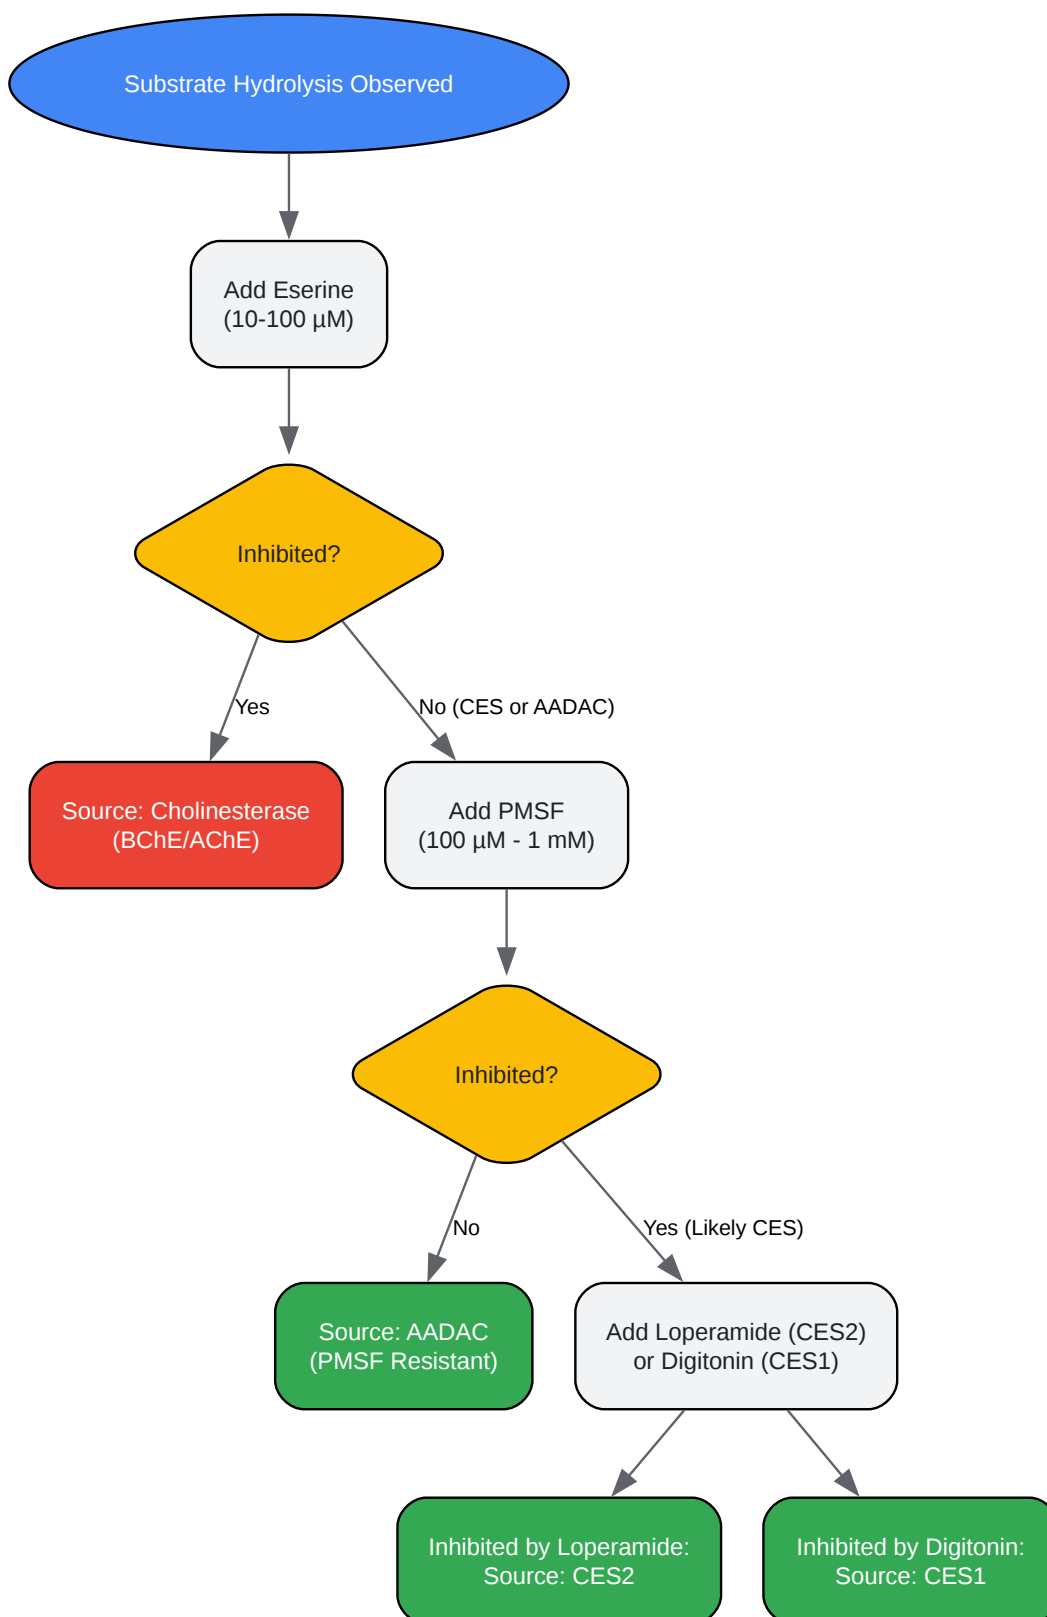 Substrate Hydrolysis Observed
Add Eserine
(10-100 µM)
Inhibited?
Yes
No (CES or AADAC)
Source: Cholinesterase
(BChE/AChE)
Add PMSF
(100 µM - 1 mM)
Inhibited?
No
Yes (Likely CES)
Source: AADAC
(PMSF Resistant)
Add Loperamide (CES2)
or Digitonin (CES1)
Inhibited by Loperamide:
Source: CES2
Inhibited by Digitonin:
Source: CES1